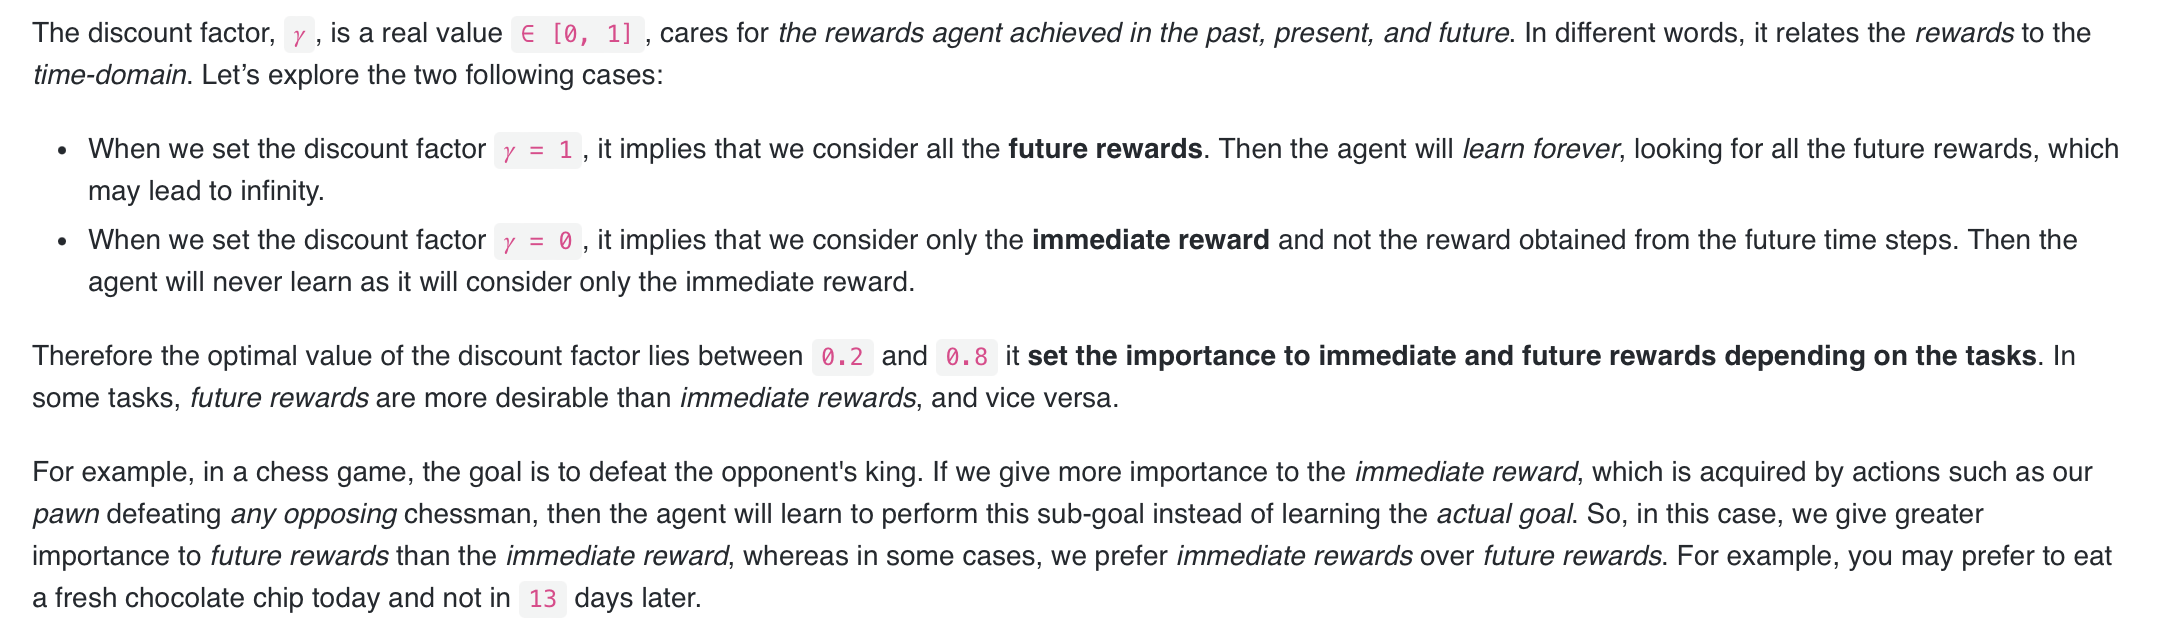 The discount factor, γ, is a real value ∈ [0, 1], cares for the rewards agent achieved in the past, present, and future. In different words, it relates the rewards to the
time-domain. Let’s explore the two following cases:
• When we set the discount factor γ = 1, it implies that we consider all the future rewards. Then the agent will learn forever, looking for all the future rewards, which
may lead to infinity.
• When we set the discount factor γ = 0, it implies that we consider only the immediate reward and not the reward obtained from the future time steps. Then the
agent will never learn as it will consider only the immediate reward.
Therefore the optimal value of the discount factor lies between 0.2 and 0.8 it set the importance to immediate and future rewards depending on the tasks. In
some tasks, future rewards are more desirable than immediate rewards, and vice versa.
For example, in a chess game, the goal is to defeat the opponent's king. If we give more importance to the immediate reward, which is acquired by actions such as our
pawn defeating any opposing chessman, then the agent will learn to perform this sub-goal instead of learning the actual goal. So, in this case, we give greater
importance to future rewards than the immediate reward, whereas in some cases, we prefer immediate rewards over future rewards. For example, you may prefer to eat
a fresh chocolate chip today and not in 13 days later.